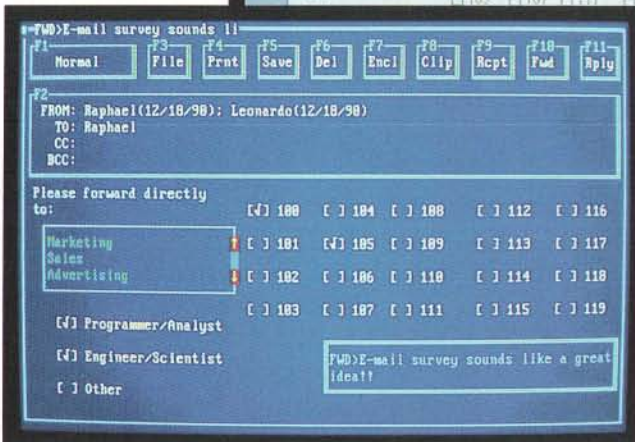 FWD>E-mail survey sounds li
F1 F3 F4 F5 F6 F7 F8 F9 F10 F11
Normal File Prnt Save Del Encl Clip Rcpt Fwd Rply
F2
FROM: Raphael(12/18/90); Leonardo(12/18/90)
TO: Raphael
CC:
BCC:
Please forward directly
to:
Marketing
Sales
Advertising
[√] 100 [ ] 104 [ ] 108 [ ] 112 [ ] 116
[ ] 101 [√] 105 [ ] 109 [ ] 113 [ ] 117
[ ] 102 [ ] 106 [ ] 110 [ ] 114 [ ] 118
[ ] 103 [ ] 107 [ ] 111 [ ] 115 [ ] 119
[√] Programmer/Analyst
[√] Engineer/Scientist
[ ] Other
FWD>E-mail survey sounds like a great
idea!!